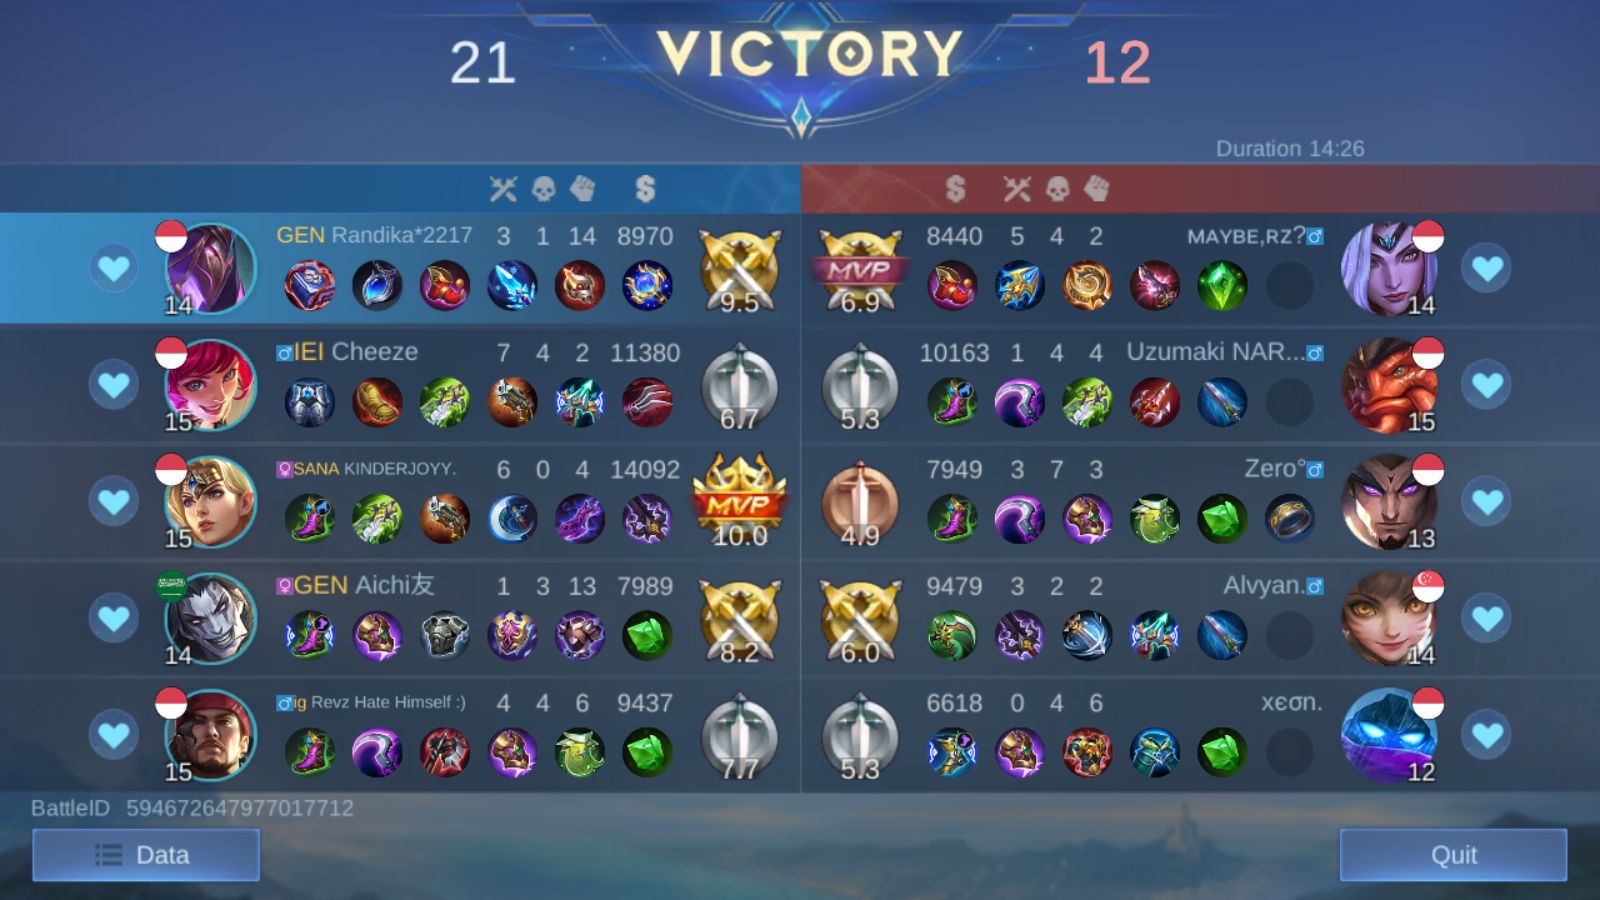 21 VICTORY 12
Duration 14:26
GEN Randika*2217 3 1 14 8970
14 9.5
8440 5 4 2 MAYBE,RZ?
MVP 6.9 14
IEI Cheeze 7 4 2 11380
15 6.7
10163 1 4 4 Uzumaki NAR...
5.3 15
SANA KINDERJOYY. 6 0 4 14092
15 MVP 10.0
7949 3 7 3 Zero°
4.9 13
GEN Aichi友 1 3 13 7989
14 8.2
9479 3 2 2 Alvyan.
6.0 14
ig Revz Hate Himself :) 4 4 6 9437
15 7.7
6618 0 4 6 xєσn.
5.3 12
BattleID 594672647977017712
Data
Quit